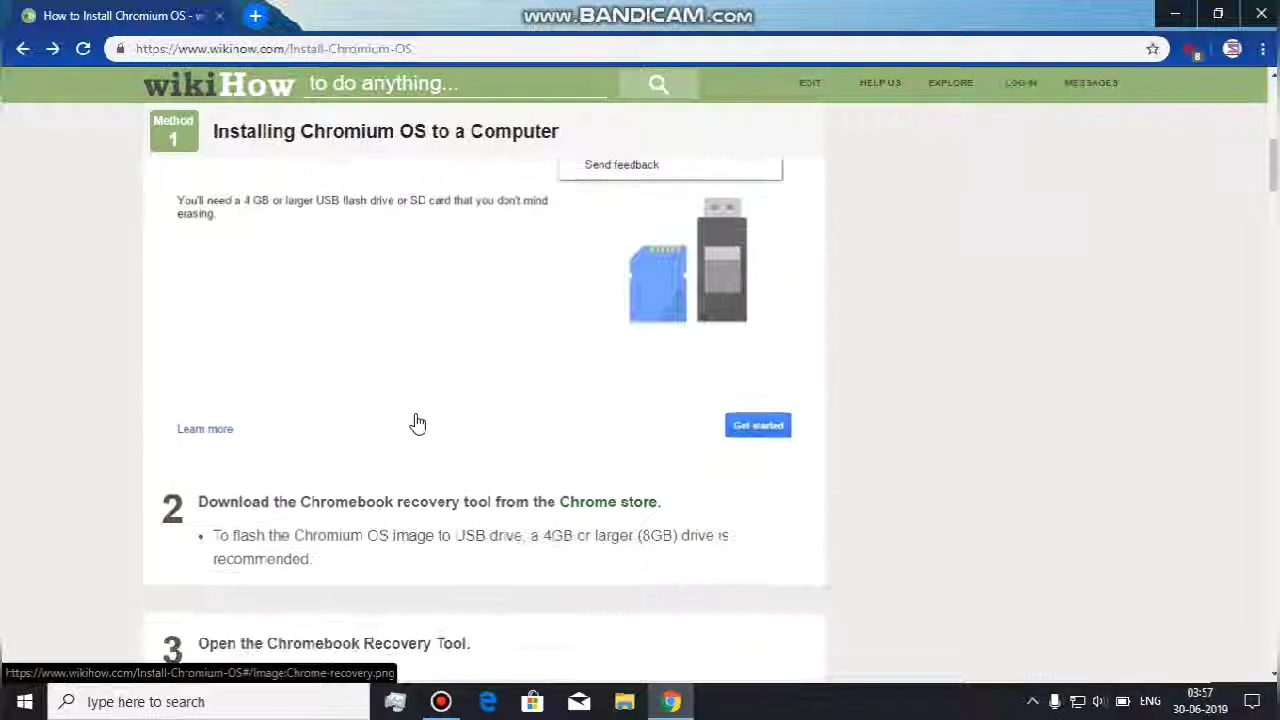 How to Install Chromium OS - w
www.BANDICAM.com
https://www.wikihow.com/Install-Chromium-OS
8
wikiHow to do anything...
EDIT HELP US EXPLORE LOG IN MESSAGES
Method
1
Installing Chromium OS to a Computer
Send feedback
You'll need a 4 GB or larger USB flash drive or SD card that you don't mind
erasing.
Learn more
Get started
2 Download the Chromebook recovery tool from the Chrome store.
• To flash the Chromium OS image to USB drive, a 4GB or larger (8GB) drive is
recommended.
3 Open the Chromebook Recovery Tool.
https://www.wikihow.com/Install-Chromium-OS#/Image:Chrome-recovery.png
Type here to search
ENG
03:57
30-06-2019